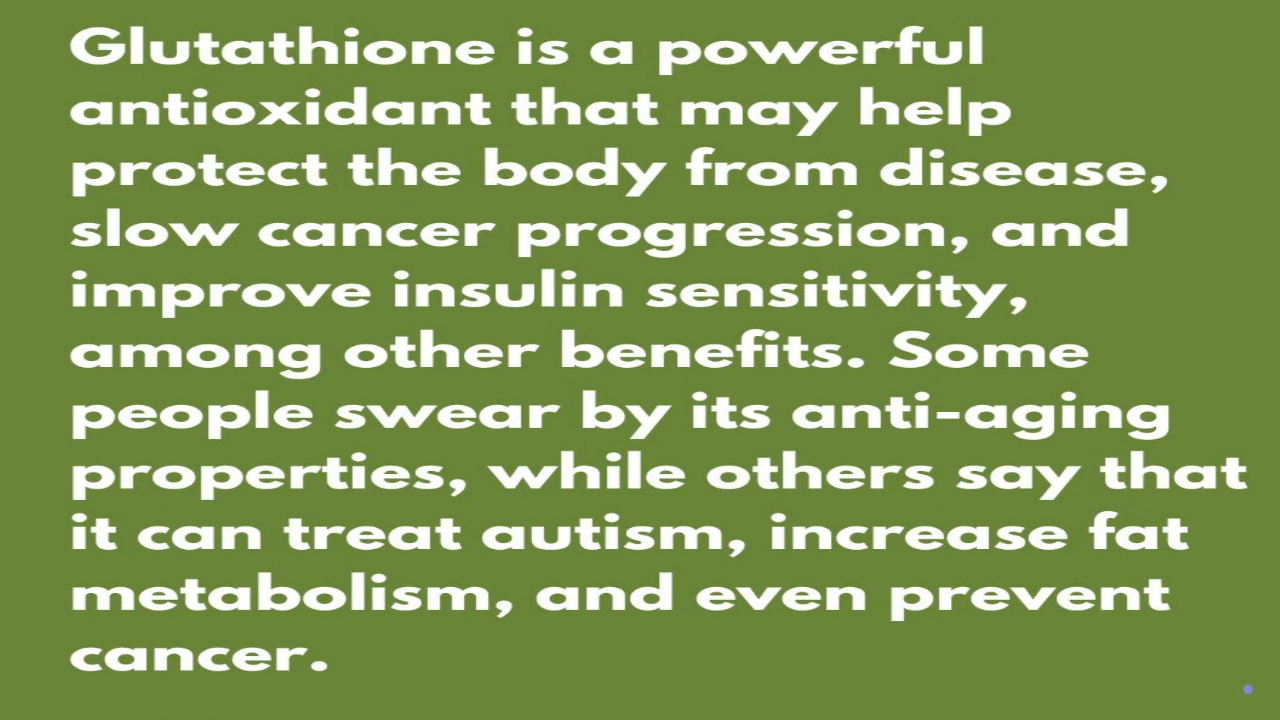 Glutathione is a powerful
antioxidant that may help
protect the body from disease,
slow cancer progression, and
improve insulin sensitivity,
among other benefits. Some
people swear by its anti-aging
properties, while others say that
it can treat autism, increase fat
metabolism, and even prevent
cancer.